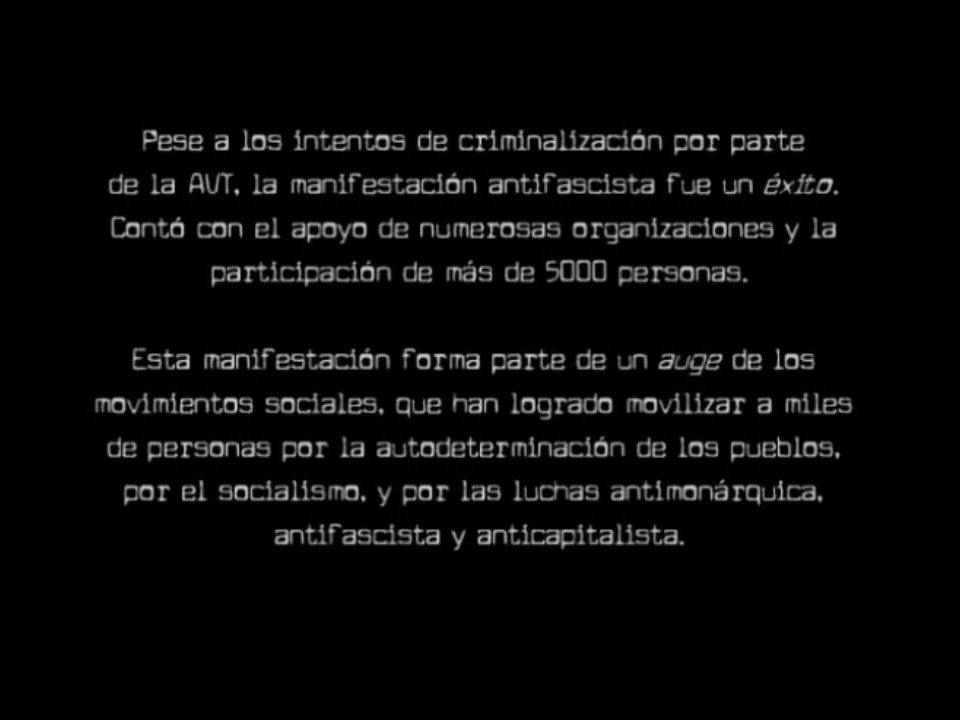 Pese a los intentos de criminalización por parte
de la AVT, la manifestación antifascista fue un éxito.
Contó con el apoyo de numerosas organizaciones y la
participación de más de 5000 personas.
Esta manifestación forma parte de un auge de los
movimientos sociales, que han logrado movilizar a miles
de personas por la autodeterminación de los pueblos,
por el socialismo, y por las luchas antimonárquica,
antifascista y anticapitalista.